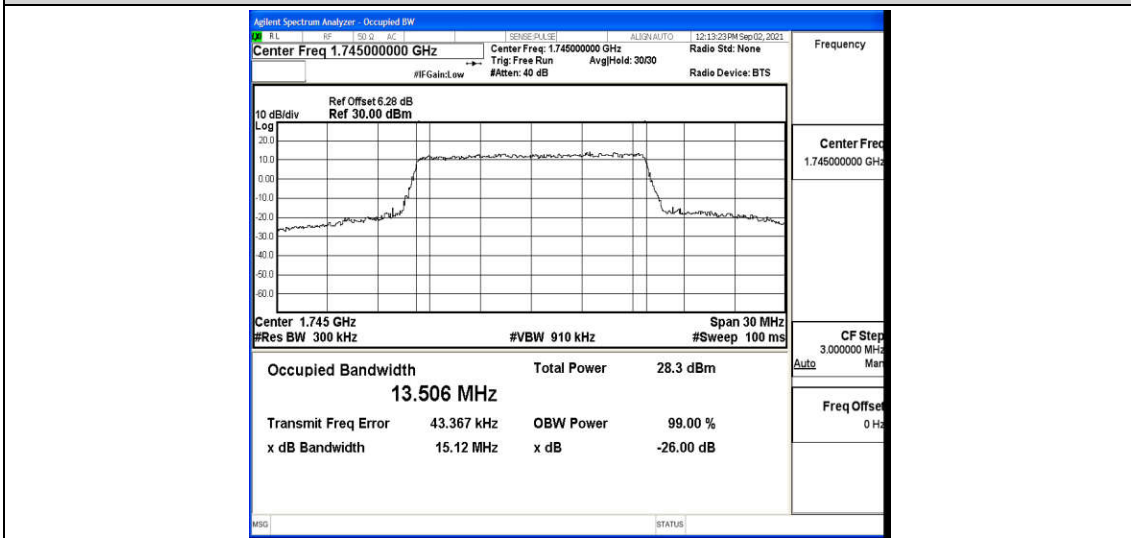 Agilent Spectrum Analyzer - Occupied BW
RL RF 50 Ω AC SENSE:PULSE ALIGN AUTO 12:13:23 PM Sep 02, 2021
Center Freq 1.745000000 GHz
Center Freq: 1.745000000 GHz Radio Std: None
Trig: Free Run Avg|Hold: 30/30
#IFGain:Low #Atten: 40 dB Radio Device: BTS
Frequency
Ref Offset 6.28 dB
10 dB/div Ref 30.00 dBm
Log
20.0
10.0
0.00
-10.0
-20.0
-30.0
-40.0
-50.0
-60.0
Center 1.745 GHz Span 30 MHz
#Res BW 300 kHz #VBW 910 kHz #Sweep 100 ms
Center Freq
1.745000000 GHz
CF Step
3.000000 MHz
Auto Man
Freq Offset
0 Hz
Occupied Bandwidth Total Power 28.3 dBm
13.506 MHz
Transmit Freq Error 43.367 kHz OBW Power 99.00 %
x dB Bandwidth 15.12 MHz x dB -26.00 dB
MSG STATUS